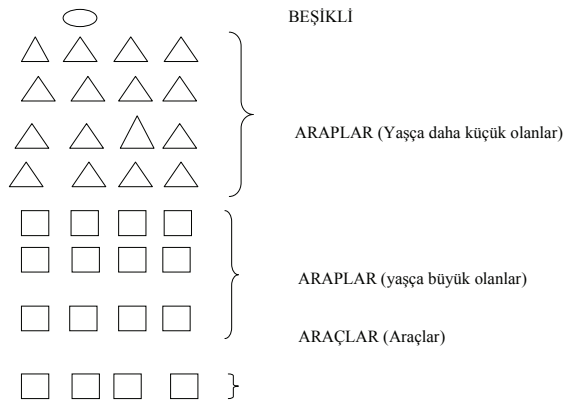 BEŞİKLİ
ARAPLAR (Yaşça daha küçük olanlar)
ARAPLAR (yaşça büyük olanlar)
ARAÇLAR (Araçlar)